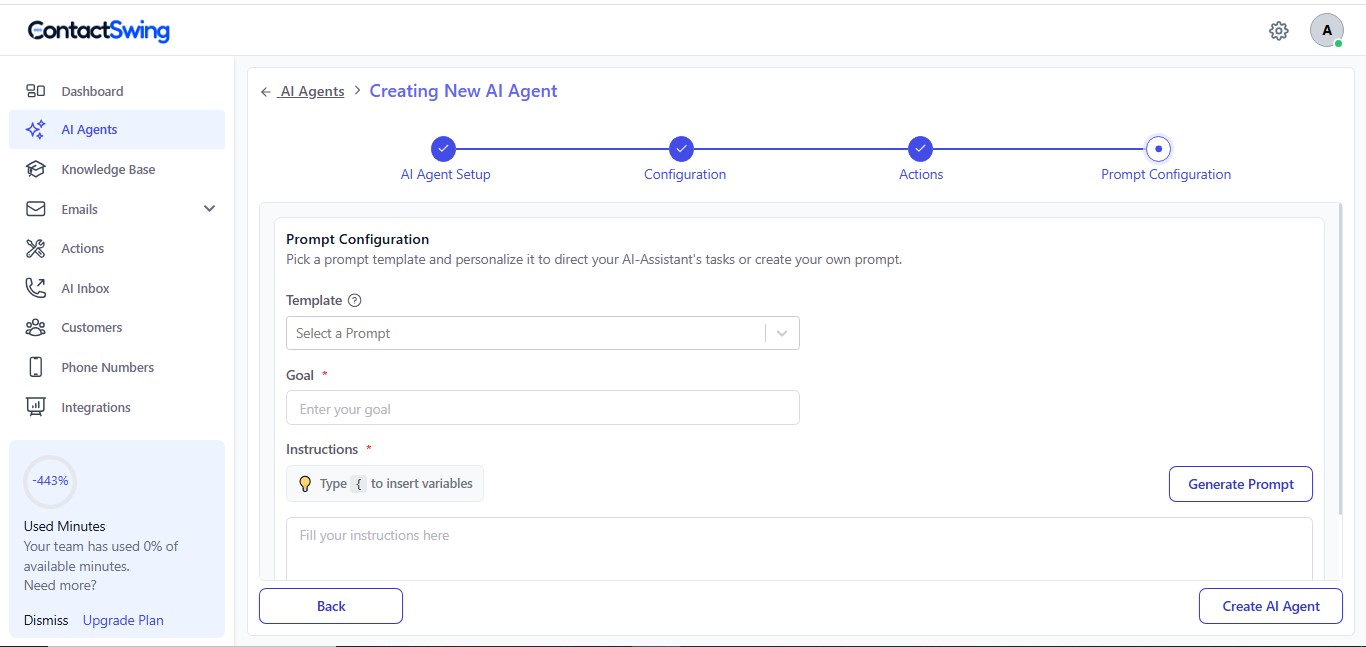 ContactSwing
A
Dashboard
AI Agents
Knowledge Base
Emails
Actions
AI Inbox
Customers
Phone Numbers
Integrations
-443%
Used Minutes
Your team has used 0% of
available minutes.
Need more?
Dismiss Upgrade Plan
← AI Agents > Creating New AI Agent
AI Agent Setup Configuration Actions Prompt Configuration
Prompt Configuration
Pick a prompt template and personalize it to direct your AI-Assistant's tasks or create your own prompt.
Template ?
Select a Prompt
Goal *
Enter your goal
Instructions *
Type { to insert variables
Generate Prompt
Fill your instructions here
Back
Create AI Agent